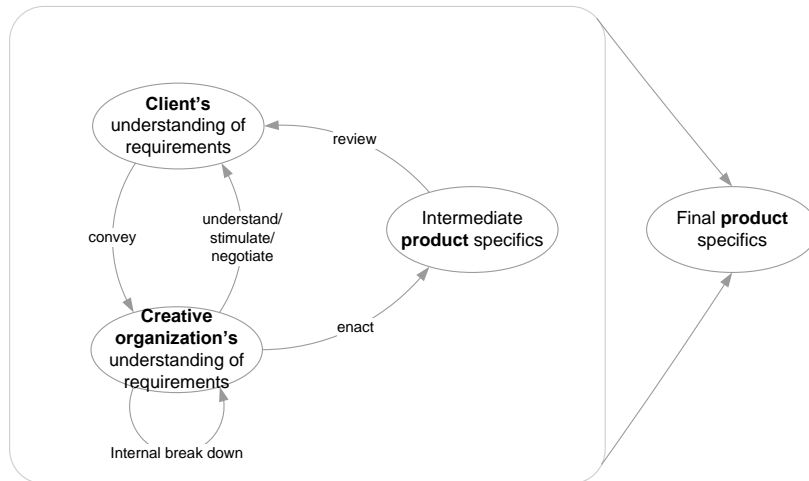 Client's
understanding of
requirements
review
convey
understand/
stimulate/
negotiate
Intermediate
product specifics
Final product
specifics
Creative
organization's
understanding of
requirements
enact
Internal break down